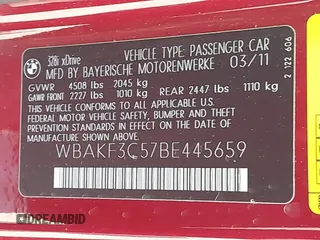 328i xDrive
VEHICLE TYPE: PASSENGER CAR
MFD BY BAYERISCHE MOTORENWERKE 03/11
GVWR 4508 lbs 2045 kg
GAWR FRONT 2227 lbs 1010 kg REAR 2447 lbs 1110 kg
THIS VEHICLE CONFORMS TO ALL APPLICABLE FEDERAL MOTOR
VEHICLE SAFETY, BUMPER AND THEFT PREVENTION
STANDARDS IN EFFECT ON THE DATE OF
MANUFACTURE SHOWN ABOVE.
WBAKF3C57BE445659
2 122 606
DREAMBID